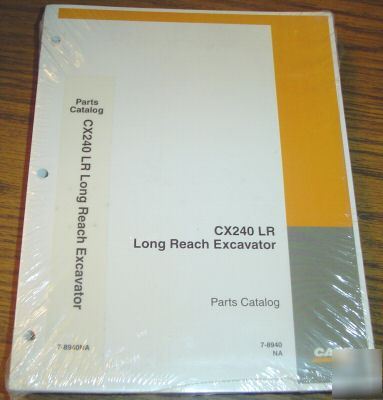 Parts
Catalog
CX240 LR Long Reach Excavator
7-8940NA
CX240 LR
Long Reach Excavator
Parts Catalog
7-8940
NA